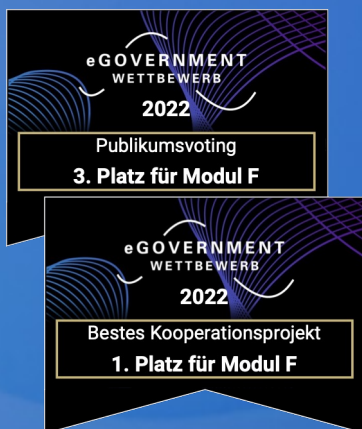 eGOVERNMENT
WETTBEWERB
2022
Publikumsvoting
3. Platz für Modul F
eGOVERNMENT
WETTBEWERB
2022
Bestes Kooperationsprojekt
1. Platz für Modul F